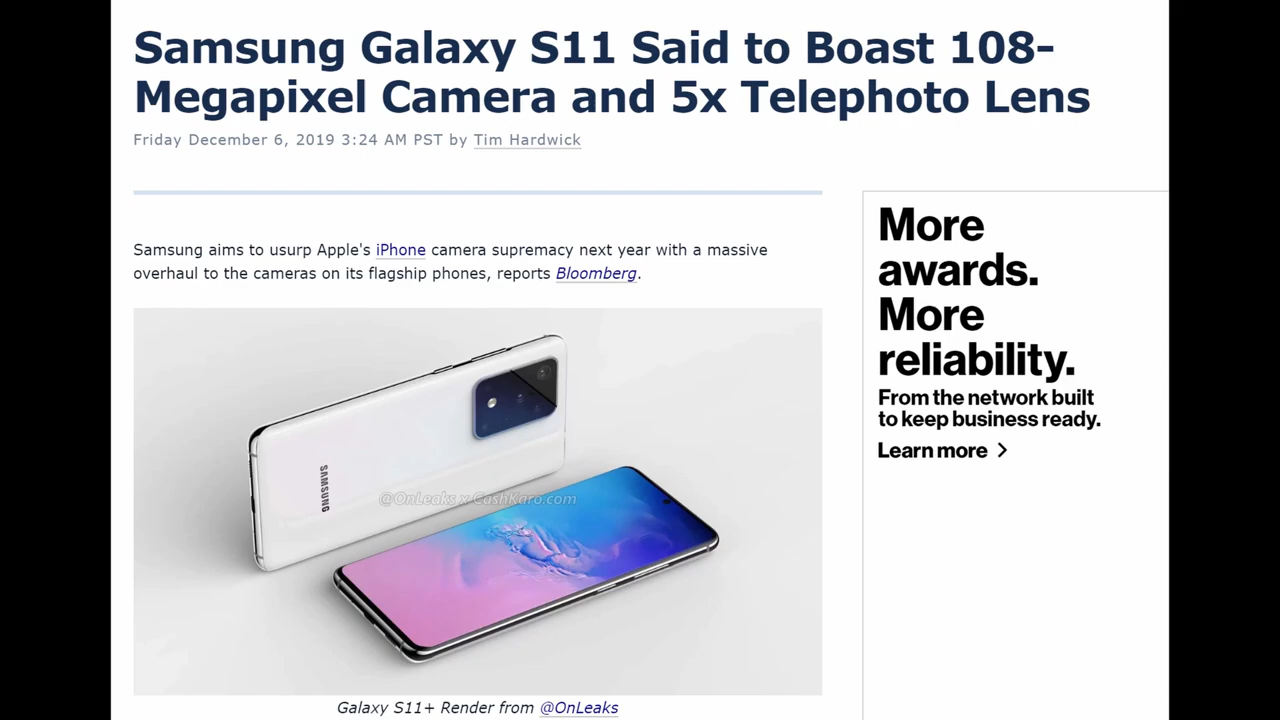 Samsung Galaxy S11 Said to Boast 108-
Megapixel Camera and 5x Telephoto Lens
Friday December 6, 2019 3:24 AM PST by Tim Hardwick
Samsung aims to usurp Apple's iPhone camera supremacy next year with a massive
overhaul to the cameras on its flagship phones, reports Bloomberg.
SAMSUNG
@OnLeaks x CashKaro.com
Galaxy S11+ Render from @OnLeaks
More
awards.
More
reliability.
From the network built
to keep business ready.
Learn more >